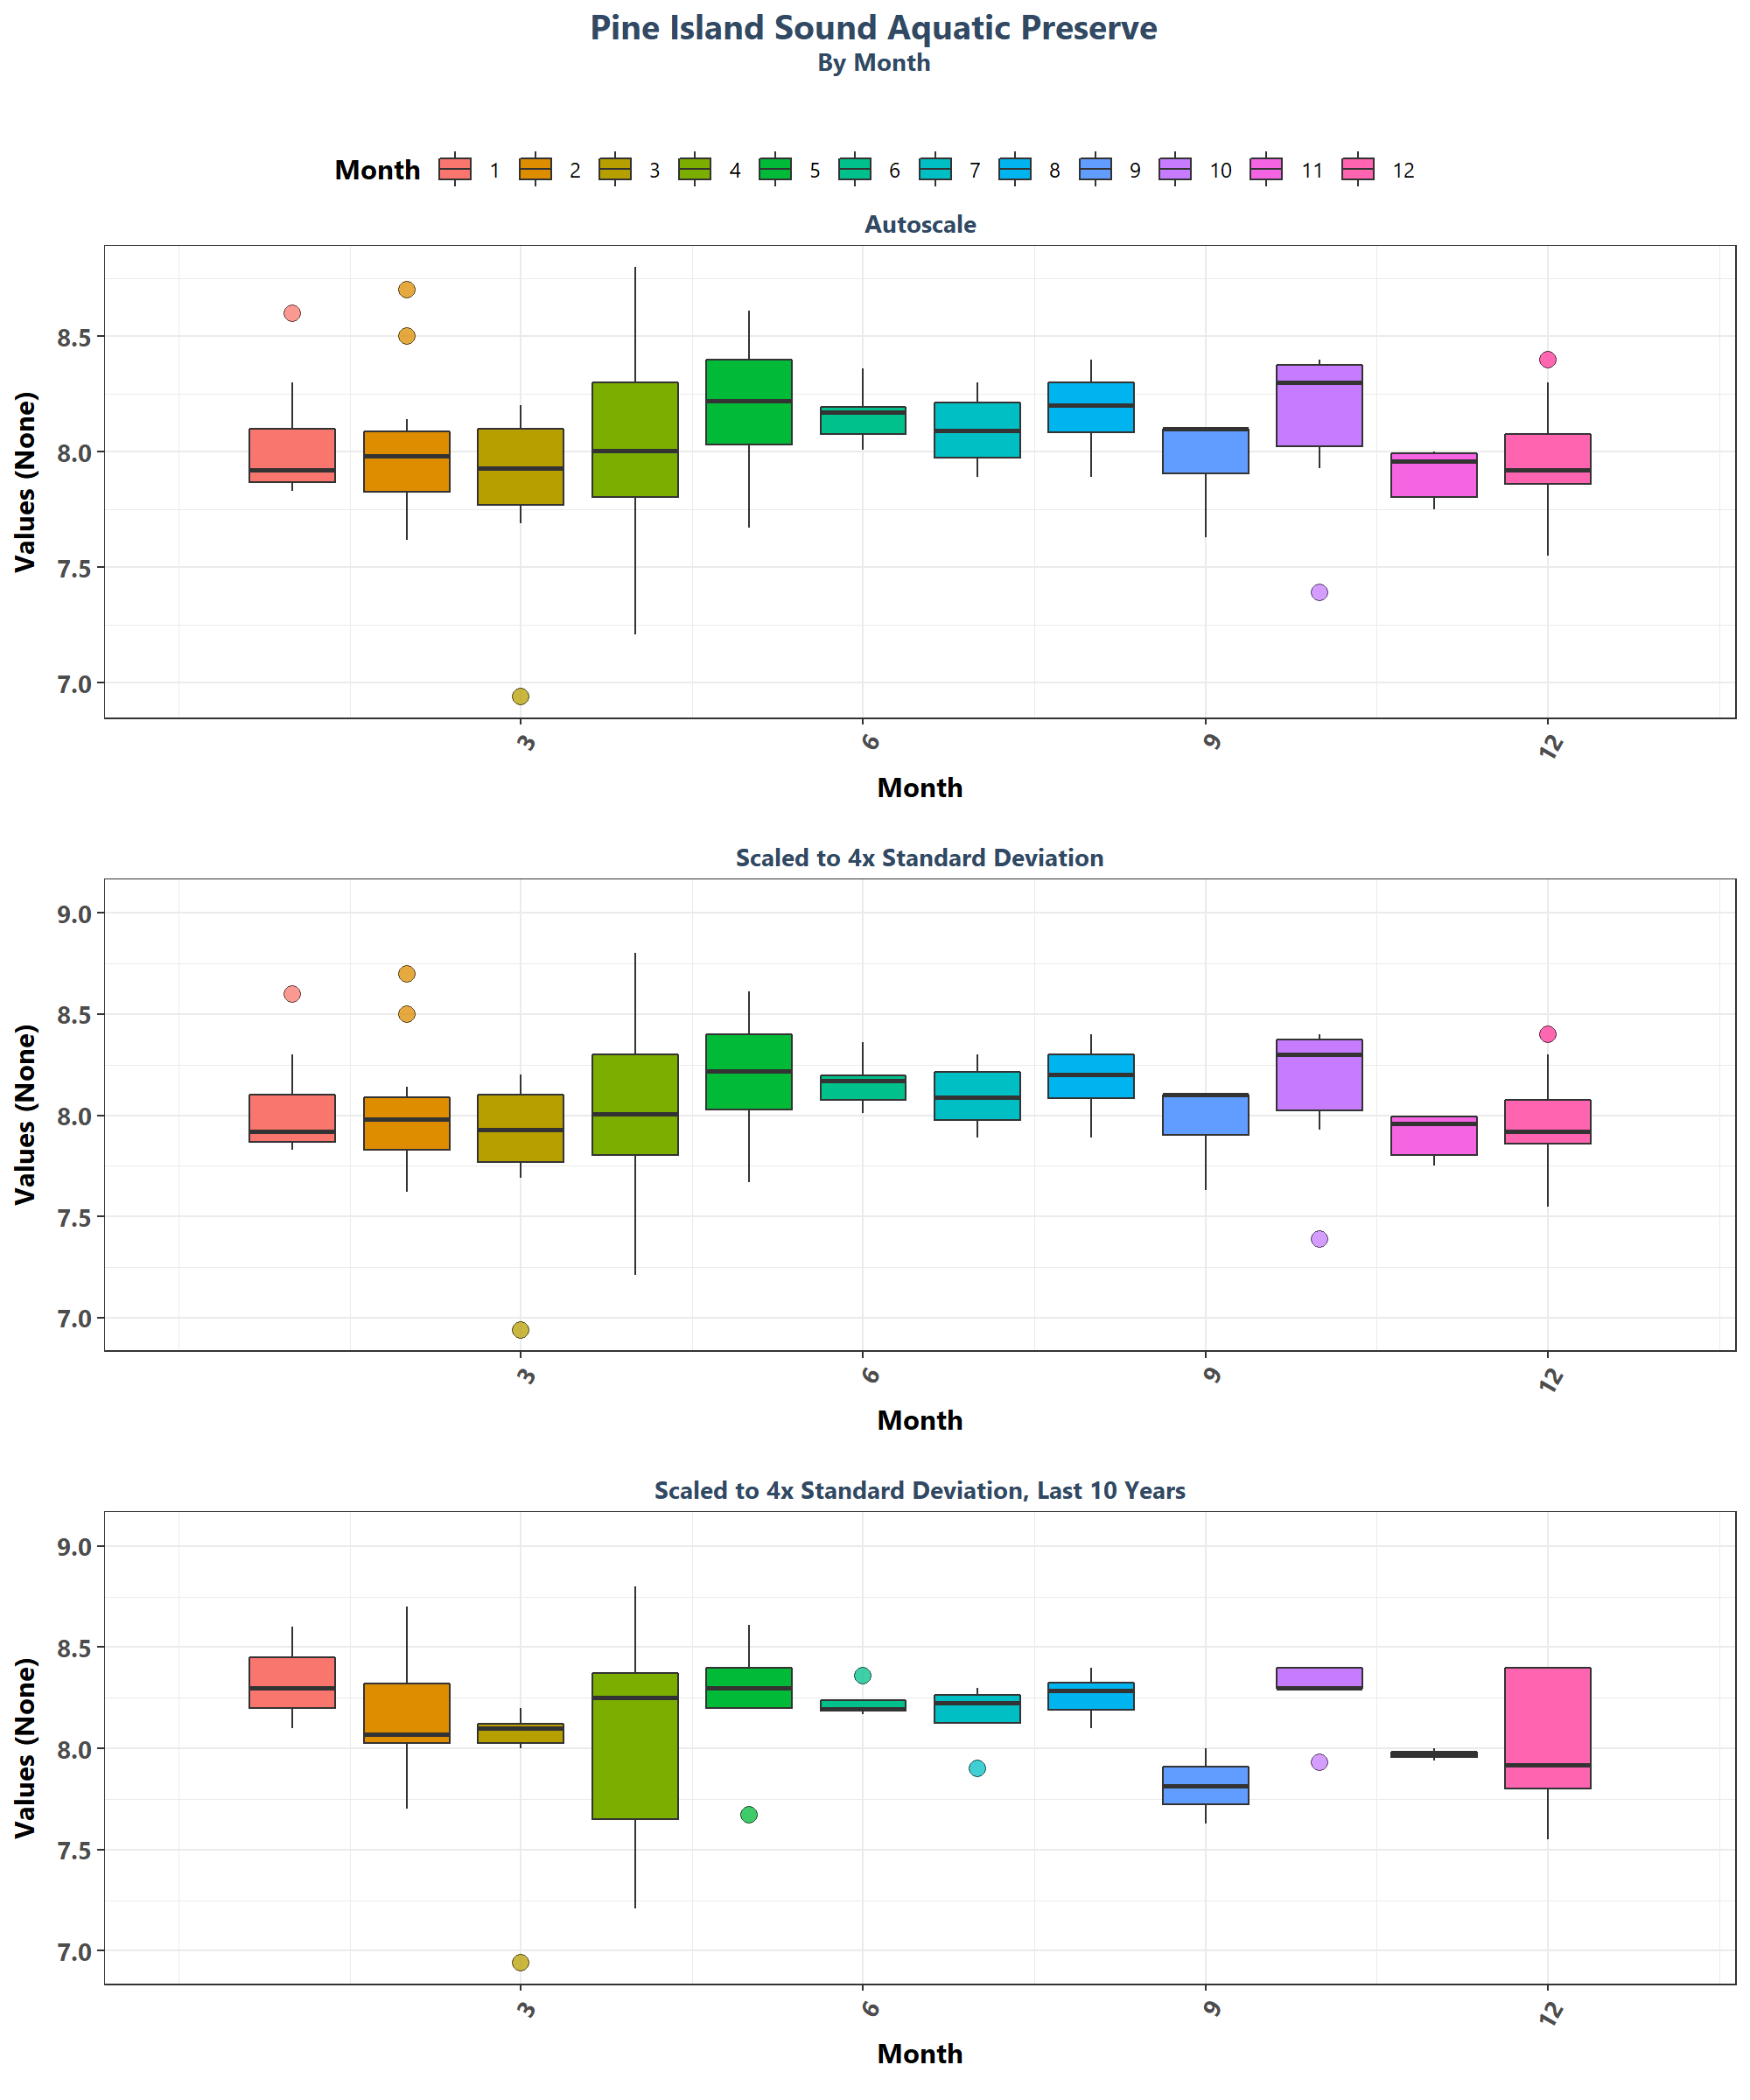 Pine Island Sound Aquatic Preserve
By Month
Month 1 2 3 4 5 6 7 8 9 10 11 12
Autoscale
Values (None)
8.5
8.0
7.5
7.0
3 6 9 12
Month
Scaled to 4x Standard Deviation
Values (None)
9.0
8.5
8.0
7.5
7.0
3 6 9 12
Month
Scaled to 4x Standard Deviation, Last 10 Years
Values (None)
9.0
8.5
8.0
7.5
7.0
3 6 9 12
Month